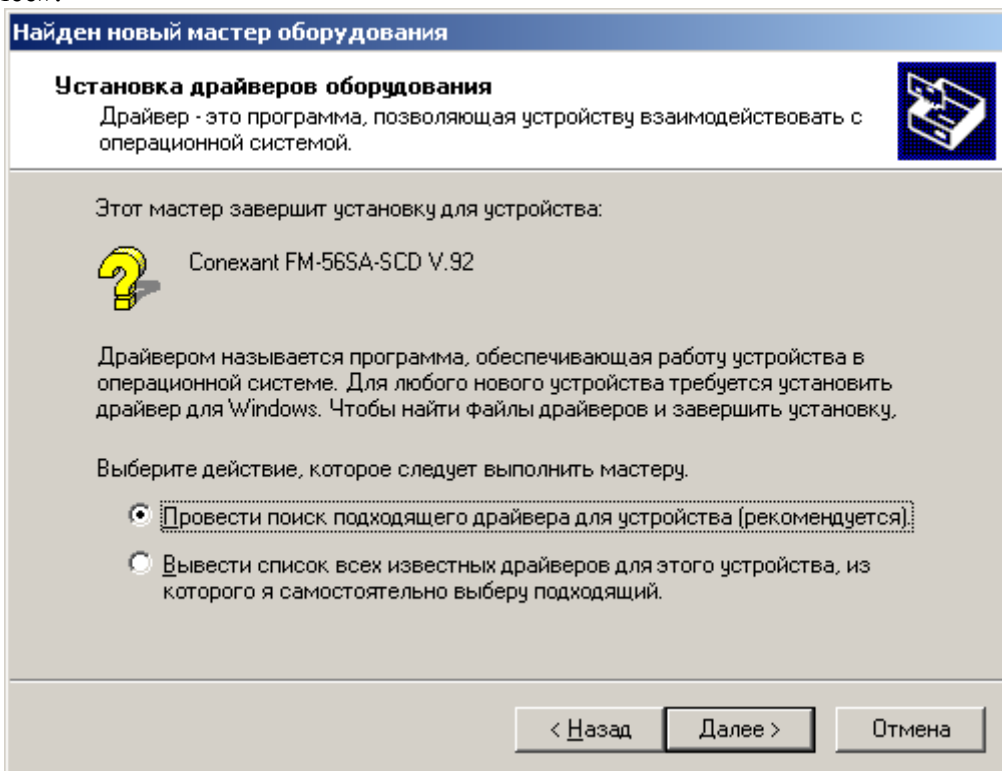 Найден новый мастер оборудования
Установка драйверов оборудования
Драйвер - это программа, позволяющая устройству взаимодействовать с
операционной системой.
Этот мастер завершит установку для устройства:
Conexant FM-56SA-SCD V.92
Драйвером называется программа, обеспечивающая работу устройства в
операционной системе. Для любого нового устройства требуется установить
драйвер для Windows. Чтобы найти файлы драйверов и завершить установку,
Выберите действие, которое следует выполнить мастеру.
Провести поиск подходящего драйвера для устройства (рекомендуется).
Вывести список всех известных драйверов для этого устройства, из
которого я самостоятельно выберу подходящий.
< Назад
Далее >
Отмена